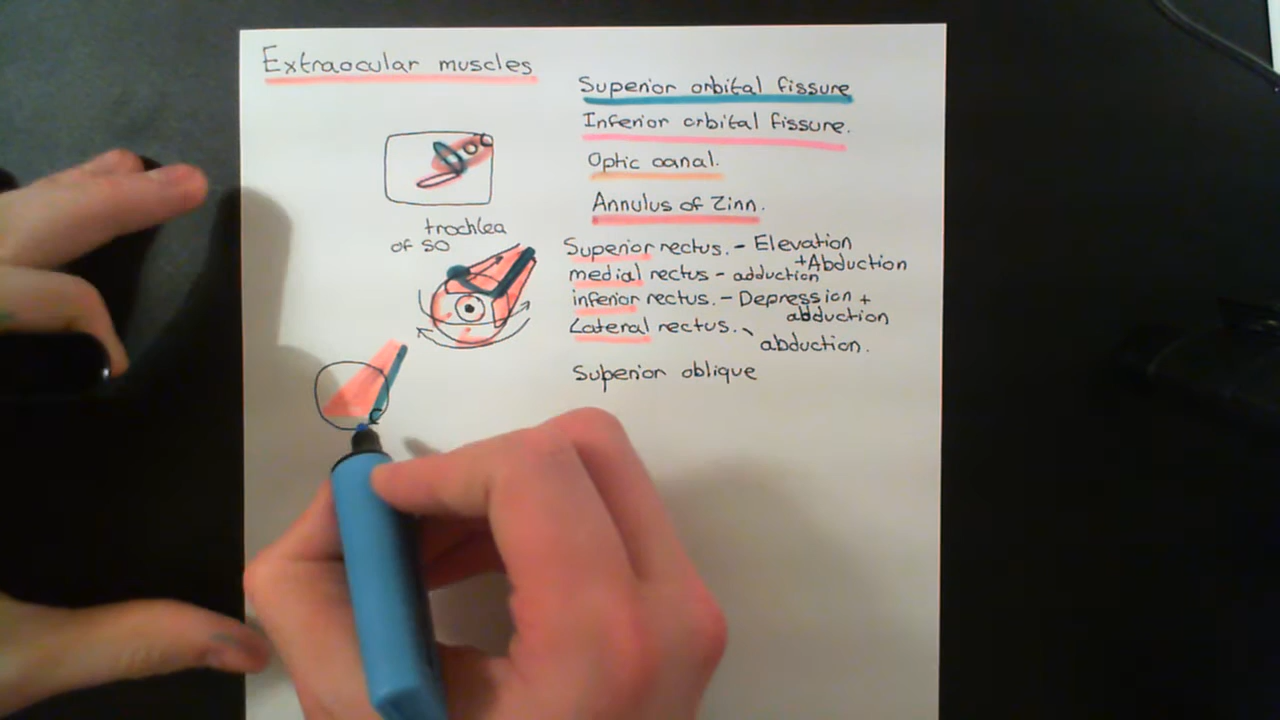 Extraocular muscles
Superior orbital fissure
Inferior orbital fissure.
Optic canal.
Annulus of Zinn.
trochlea
of SO
Superior rectus. - Elevation
+Abduction
medial rectus - adduction
inferior rectus. - Depression +
abduction
Lateral rectus.
abduction.
Superior oblique